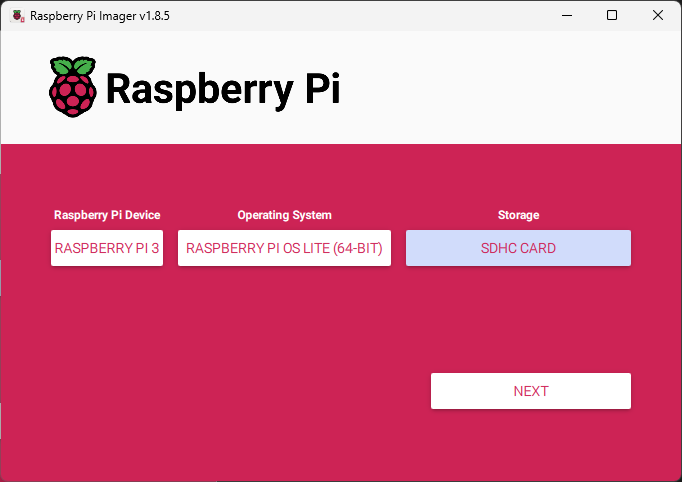 Raspberry Pi Imager v1.8.5
Raspberry Pi
Raspberry Pi Device Operating System Storage
RASPBERRY PI 3 RASPBERRY PI OS LITE (64-BIT) SDHC CARD
NEXT